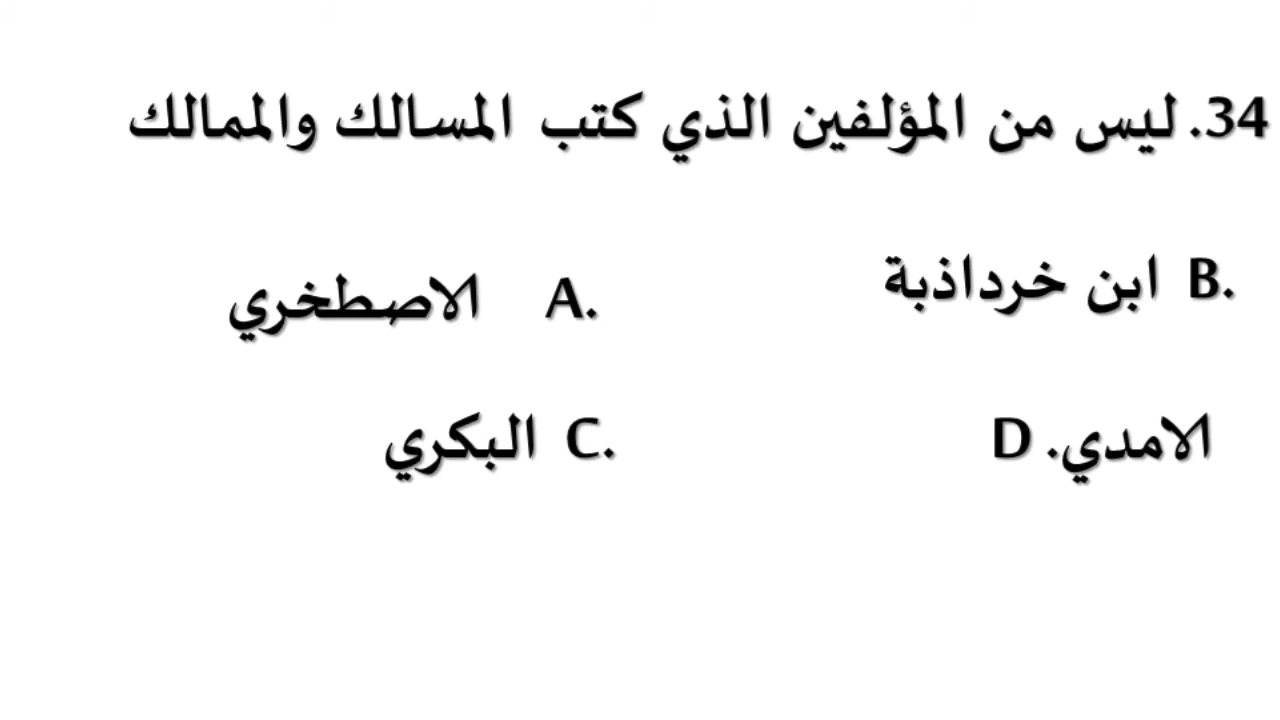 34. ليس من المؤلفين الذي كتب المسالك والممالك
B. ابن خرداذبة
A. الاصطخري
الامدي. D
C. البكري